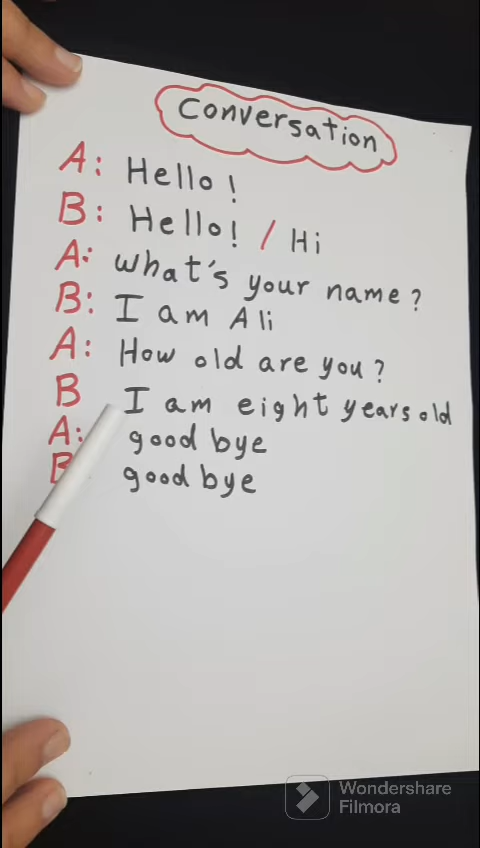 Conversation
A: Hello !
B: Hello! / Hi
A: what's your name ?
B: I am Ali
A: How old are you ?
B I am eight years old
A: good bye
B good bye
Wondershare
Filmora